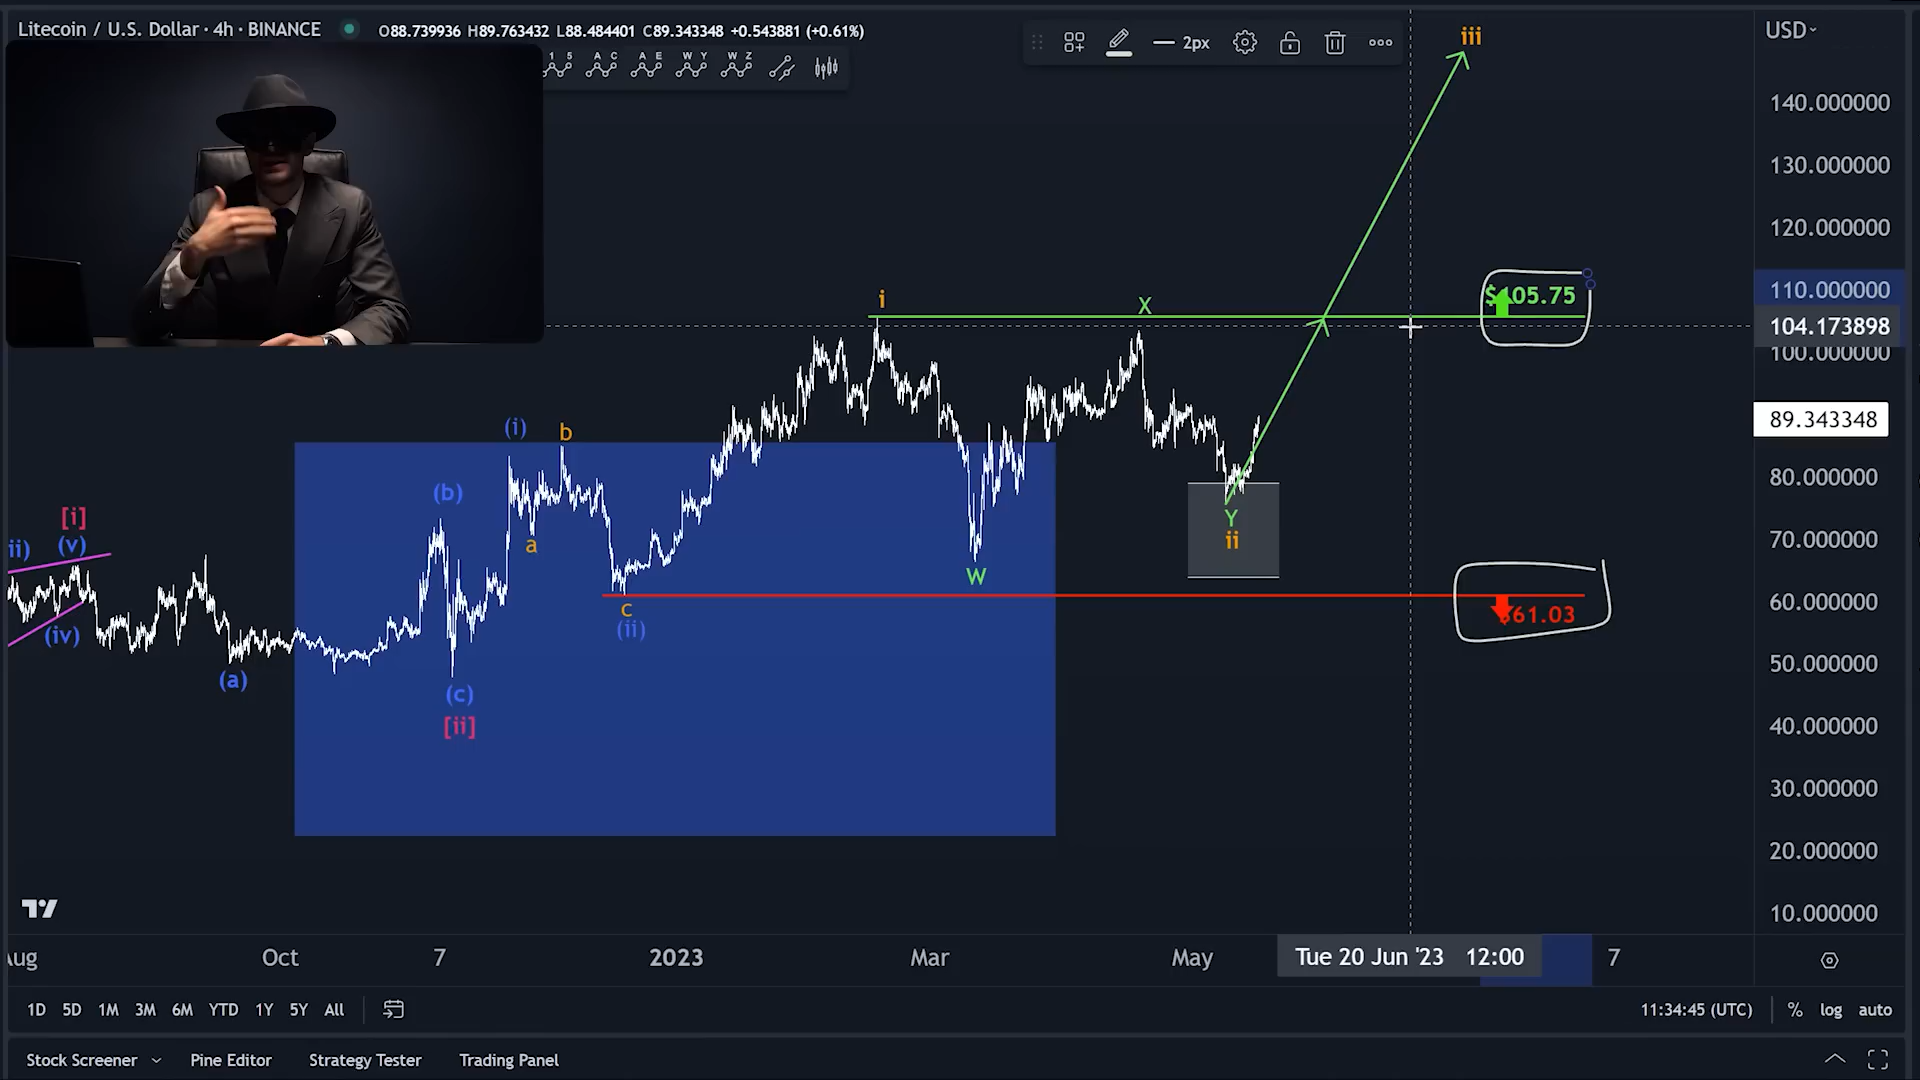 Litecoin / U.S. Dollar · 4h · BINANCE
O88.739936 H89.763432 L88.484401 C89.343348 +0.543881 (+0.61%)
2px
USD
1 5
A C
A E
W Y
W Z
iii
140.000000
130.000000
120.000000
110.000000
104.173898
100.000000
89.343348
80.000000
70.000000
60.000000
50.000000
40.000000
30.000000
20.000000
10.000000
i
X
$105.75
(i)
b
(b)
[i]
ii)
(v)
a
Y
ii
W
c
(ii)
$61.03
(iv)
(a)
(c)
[ii]
Aug
Oct
7
2023
Mar
May
Tue 20 Jun '23 12:00
7
1D 5D 1M 3M 6M YTD 1Y 5Y All
11:34:45 (UTC)
% log auto
Stock Screener
Pine Editor
Strategy Tester
Trading Panel